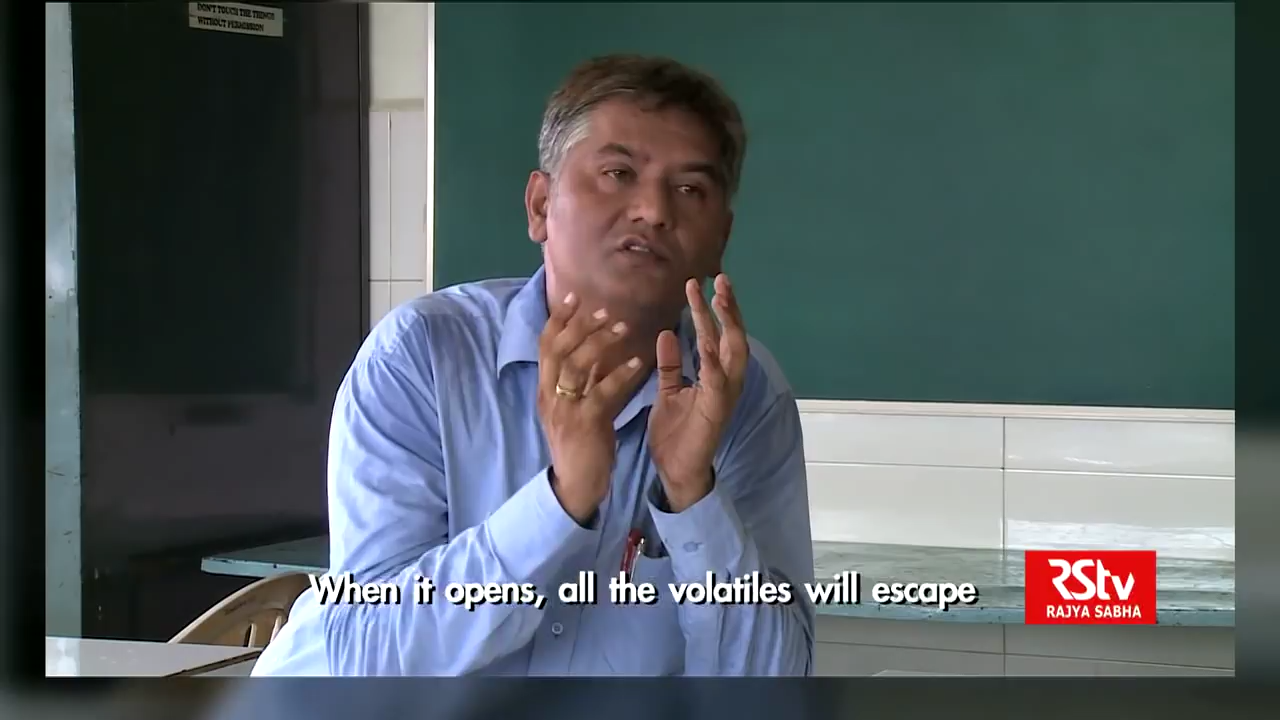 DON'T TOUCH THE THINGS
WITHOUT PERMISSION
When it opens, all the volatiles will escape
RSTV
RAJYA SABHA